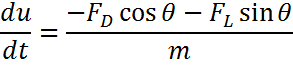 du/dt = (−F_D cos θ − F_L sin θ)/m